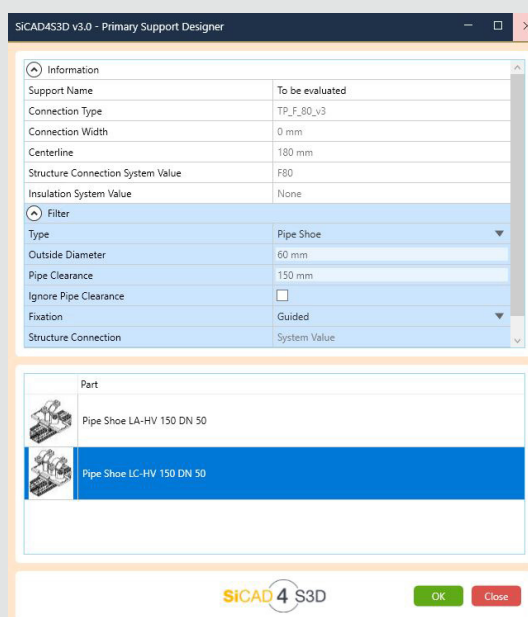 SiCAD4S3D v3.0 - Primary Support Designer
Information
Support Name To be evaluated
Connection Type TP_F_80_v3
Connection Width 0 mm
Centerline 180 mm
Structure Connection System Value F80
Insulation System Value None
Filter
Type Pipe Shoe
Outside Diameter 60 mm
Pipe Clearance 150 mm
Ignore Pipe Clearance
Fixation Guided
Structure Connection System Value
Part
Pipe Shoe LA-HV 150 DN 50
Pipe Shoe LC-HV 150 DN 50
SiCAD 4 S3D OK Close